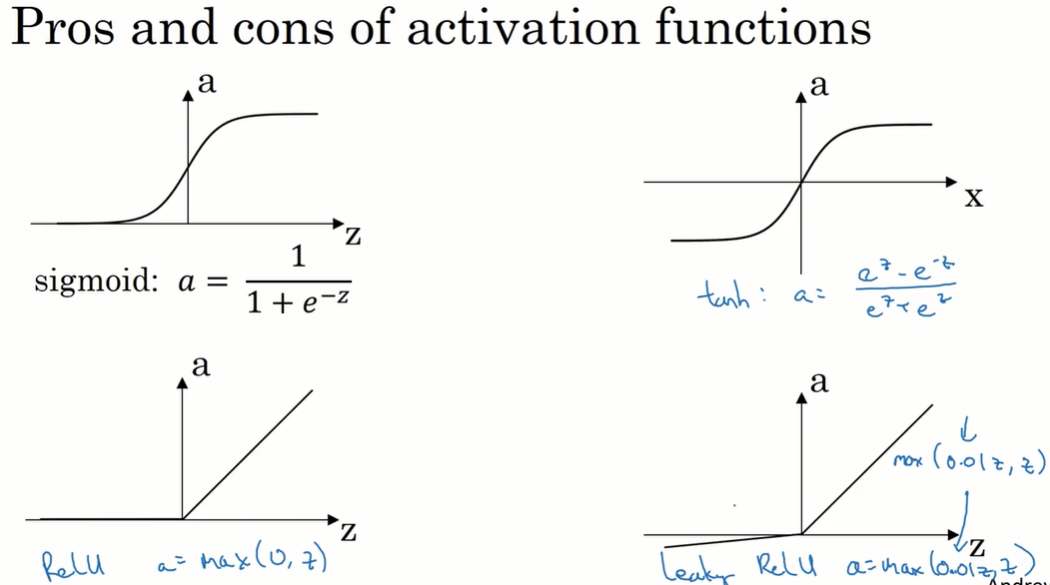 Pros and cons of activation functions
a
z
sigmoid: a = 1 / (1 + e^{-z})
a
x
tanh: a = (e^z - e^{-z}) / (e^z + e^z)
a
z
ReLU a = max(0, z)
a
↓
max(0.01z, z)
↓
z
Leaky ReLU a = max(0.01z, z)
Andrew